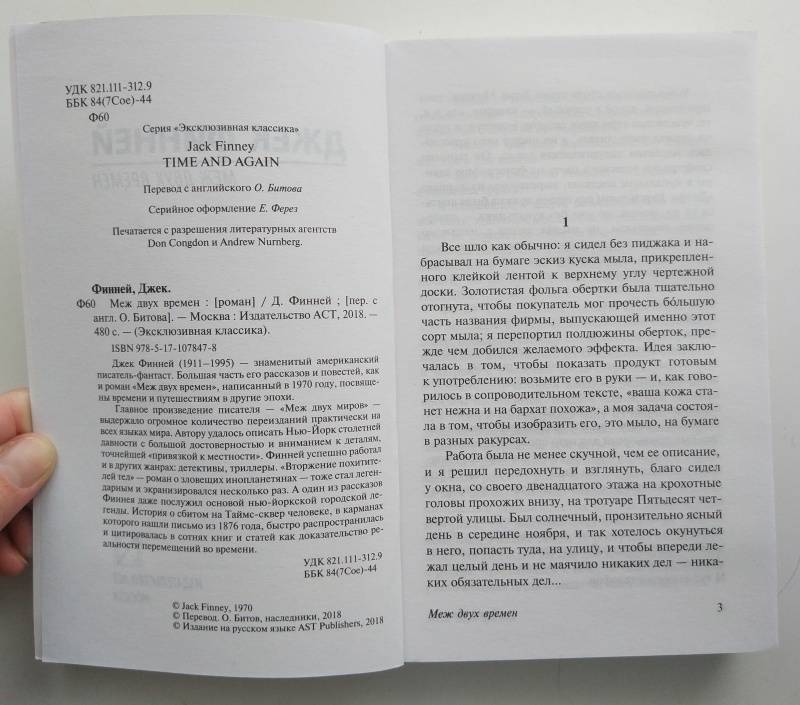 УДК 821.111-312.9
ББК 84(7Сое)-44
Ф60
Серия «Эксклюзивная классика»
Jack Finney
TIME AND AGAIN
Перевод с английского О. Битова
Серийное оформление Е. Ферез
Печатается с разрешения литературных агентств
Don Congdon и Andrew Nurnberg.
Финней, Джек.
Ф60 Меж двух времен : [роман] / Д. Финней ; [пер. с
англ. О. Битова]. — Москва : Издательство АСТ, 2018. —
480 с. — (Эксклюзивная классика).
ISBN 978-5-17-107847-8
Джек Финней (1911–1995) — знаменитый американский
писатель-фантаст. Большая часть его рассказов и повестей, как
и роман «Меж двух времен», написанный в 1970 году, посвяще-
ны времени и путешествиям в другие эпохи.
Главное произведение писателя — «Меж двух миров» —
выдержало огромное количество переизданий практически на
всех языках мира. Автору удалось описать Нью-Йорк столетней
давности с большой достоверностью и вниманием к деталям,
точнейшей «привязкой к местности». Финней успешно работал
и в других жанрах: детективы, триллеры. «Вторжение похитите-
лей тел» — роман о зловещих инопланетянах — тоже стал леген-
дарным и экранизировался несколько раз. А один из рассказов
Финнея даже послужил основой нью-йоркской городской ле-
генды. История о сбитом на Таймс-сквер человеке, в карманах
которого нашли письмо из 1876 года, быстро распространилась
и цитировалась в сотнях книг и статей как доказательство ре-
альности перемещений во времени.
УДК 821.111-312.9
ББК 84(7Сое)-44
© Jack Finney, 1970
© Перевод. О. Битов, наследники, 2018
© Издание на русском языке AST Publishers, 2018
1
Все шло как обычно: я сидел без пиджака и на-
брасывал на бумаге эскиз куска мыла, прикреплен-
ного клейкой лентой к верхнему углу чертежной
доски. Золотистая фольга обертки была тщательно
отогнута, чтобы покупатель мог прочесть бóльшую
часть названия фирмы, выпускающей именно этот
сорт мыла; я перепортил полдюжины оберток, преж-
де чем добился желаемого эффекта. Идея заклю-
чалась в том, чтобы показать продукт готовым
к употреблению: возьмите его в руки — и, как гово-
рилось в сопроводительном тексте, «ваша кожа ста-
нет нежна и на бархат похожа», а моя задача состоя-
ла в том, чтобы изобразить его, это мыло, на бумаге
в разных ракурсах.
Работа была не менее скучной, чем ее описание,
и я решил передохнуть и взглянуть, благо сидел
у окна, со своего двенадцатого этажа на крохотные
головы прохожих внизу, на тротуаре Пятьдесят чет-
вертой улицы. Был солнечный, пронзительно ясный
день в середине ноября, и так хотелось окунуться
в него, попасть туда, на улицу, и чтобы впереди ле-
жал целый день и не маячило никаких дел — ника-
ких обязательных дел...
Меж двух времен 3